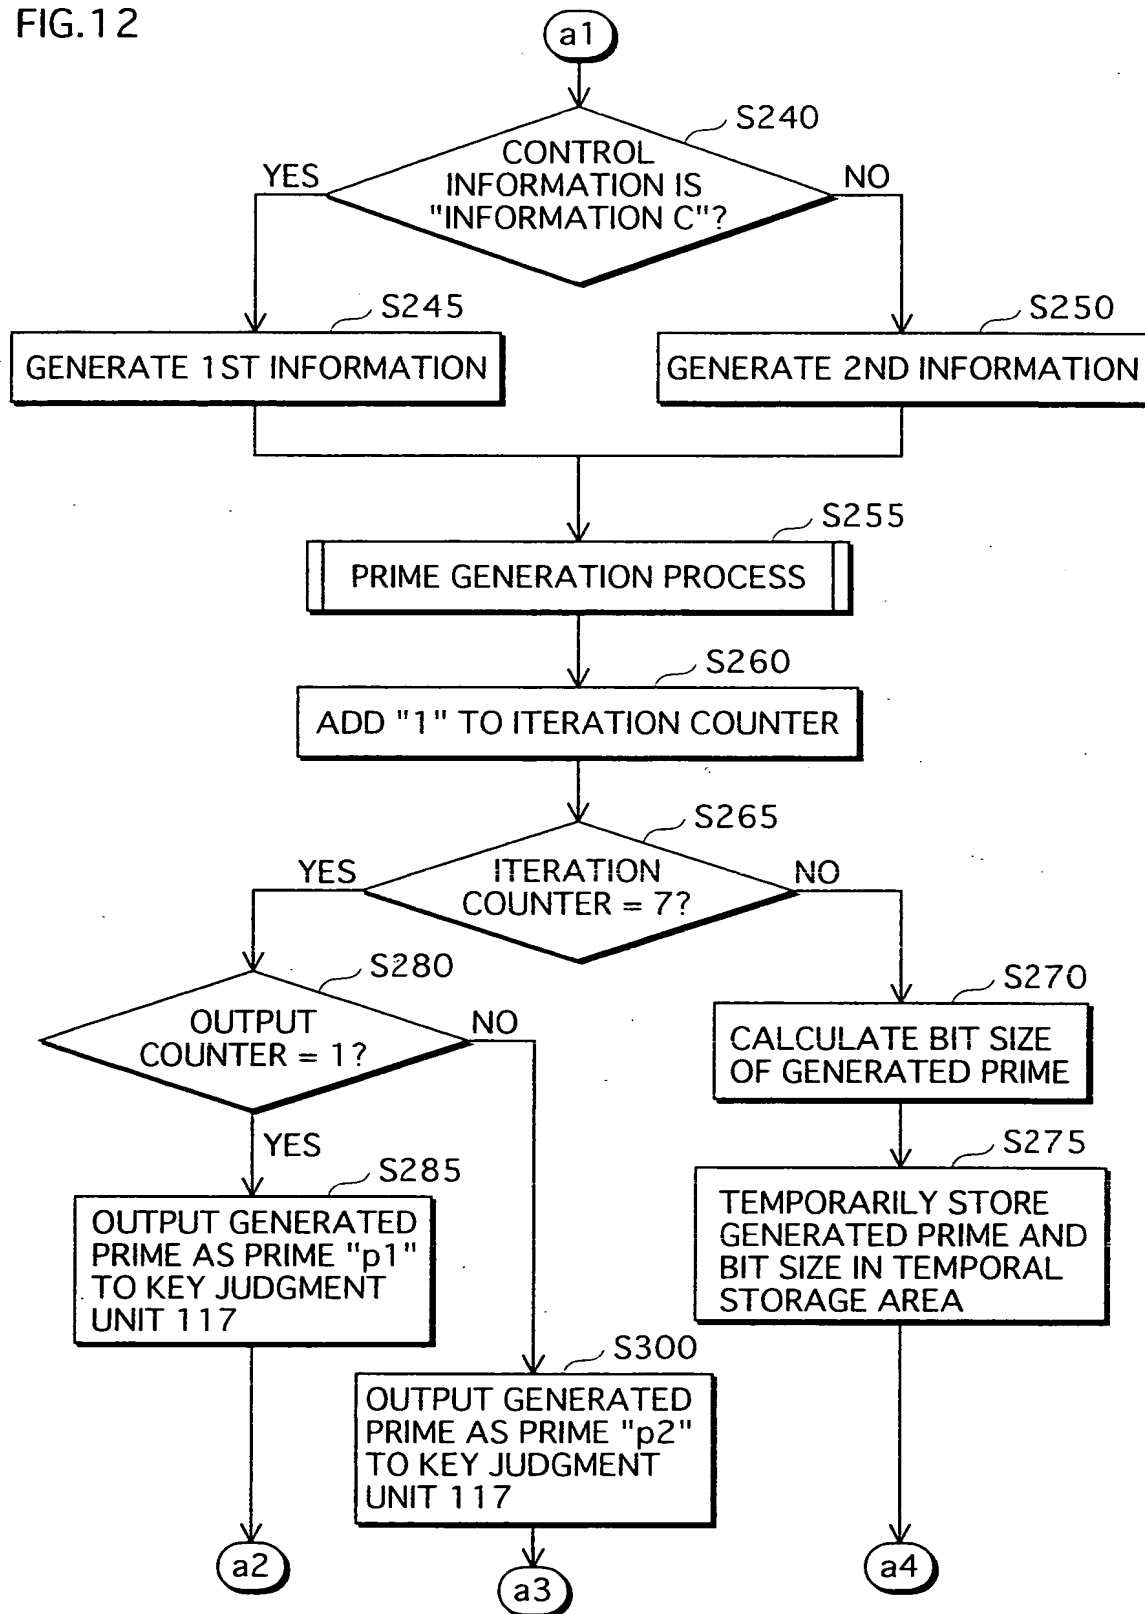 FIG.12
a1
S240
CONTROL
INFORMATION IS
"INFORMATION C"?
YES
NO
S245
GENERATE 1ST INFORMATION
S250
GENERATE 2ND INFORMATION
S255
PRIME GENERATION PROCESS
S260
ADD "1" TO ITERATION COUNTER
S265
ITERATION
COUNTER = 7?
YES
NO
S280
OUTPUT
COUNTER = 1?
NO
YES
S270
CALCULATE BIT SIZE
OF GENERATED PRIME
S275
TEMPORARILY STORE
GENERATED PRIME AND
BIT SIZE IN TEMPORAL
STORAGE AREA
S285
OUTPUT GENERATED
PRIME AS PRIME "p1"
TO KEY JUDGMENT
UNIT 117
S300
OUTPUT GENERATED
PRIME AS PRIME "p2"
TO KEY JUDGMENT
UNIT 117
a2
a3
a4